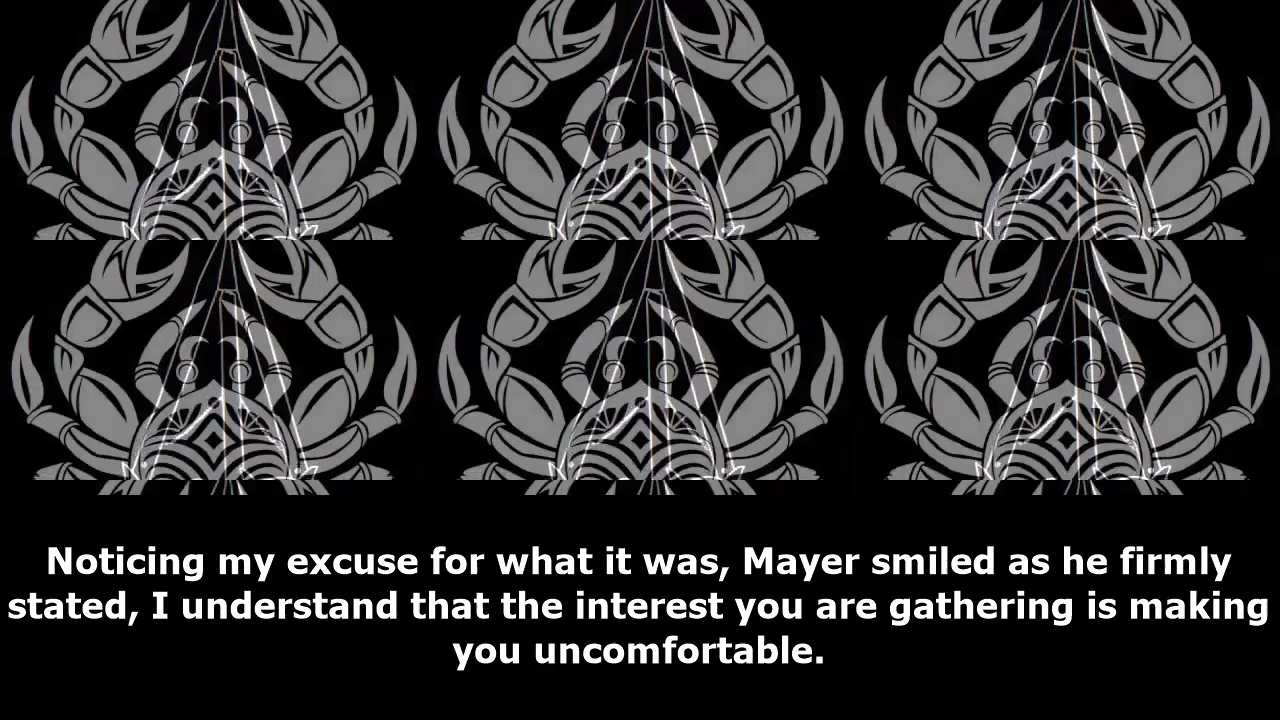 Noticing my excuse for what it was, Mayer smiled as he firmly
stated, I understand that the interest you are gathering is making
you uncomfortable.